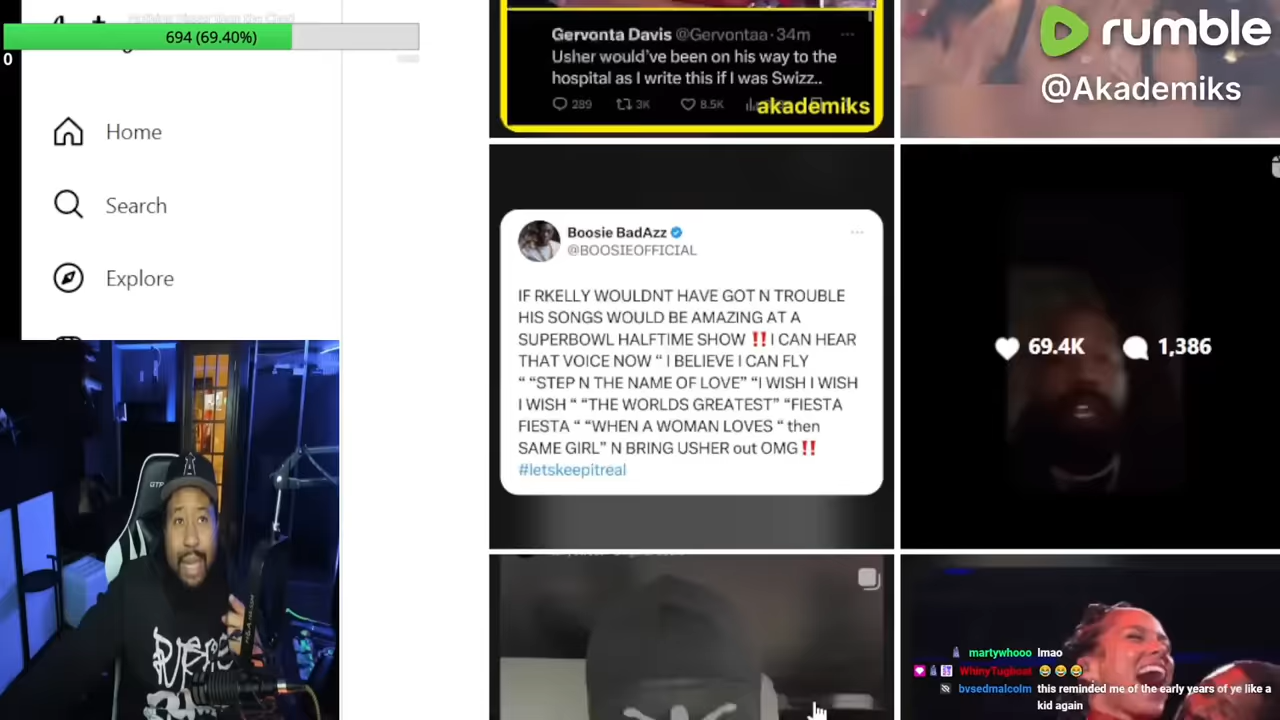 694 (69.40%)
0
Home
Search
Explore
Gervonta Davis @Gervontaa · 34m
Usher would've been on his way to the
hospital as I write this if I was Swizz..
289 3K 8.5K
akademiks
rumble
@Akademiks
Boosie BadAzz
@BOOSIEOFFICIAL
IF RKELLY WOULDNT HAVE GOT N TROUBLE
HIS SONGS WOULD BE AMAZING AT A
SUPERBOWL HALFTIME SHOW ‼️I CAN HEAR
THAT VOICE NOW “ I BELIEVE I CAN FLY
“ “STEP N THE NAME OF LOVE” “I WISH I WISH
I WISH “ “THE WORLDS GREATEST” “FIESTA
FIESTA “ “WHEN A WOMAN LOVES “ then
SAME GIRL” N BRING USHER out OMG‼️
#letskeepitreal
69.4K 1,386
martywhooo lmao
WhinyTugboat 😂😂😂
bvsedmalcolm this reminded me of the early years of ye like a
kid again